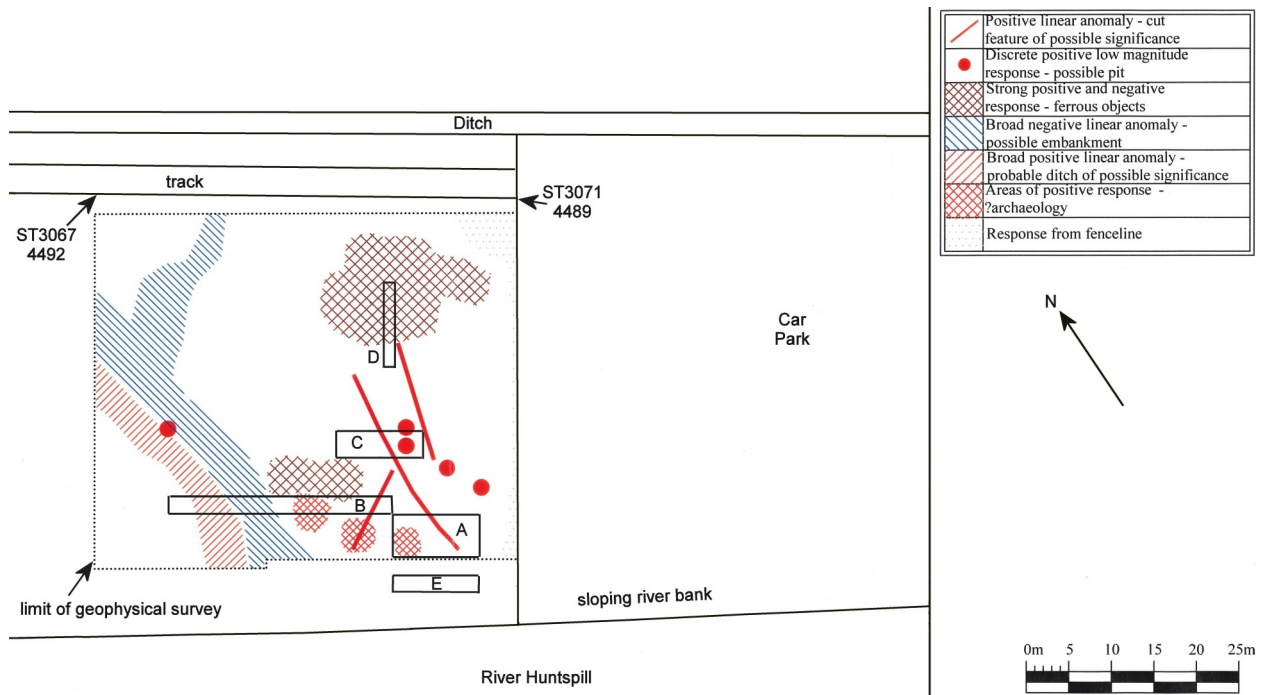 Positive linear anomaly - cut
feature of possible significance
Discrete positive low magnitude
response - possible pit
Strong positive and negative
response - ferrous objects
Broad negative linear anomaly -
possible embankment
Broad positive linear anomaly -
probable ditch of possible significance
Areas of positive response -
?archaeology
Response from fenceline
Ditch
track
ST3071
4489
ST3067
4492
Car
Park
N
D
C
B
A
E
limit of geophysical survey
sloping river bank
River Huntspill
0m 5 10 15 20 25m